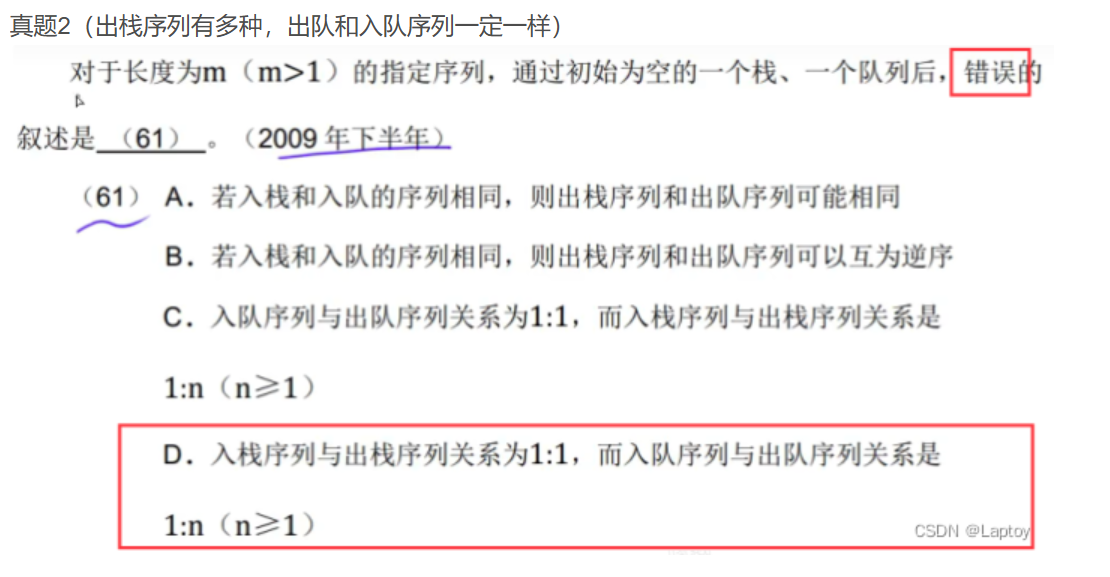 真题2（出栈序列有多种，出队和入队序列一定一样）
对于长度为m（m>1）的指定序列，通过初始为空的一个栈、一个队列后，错误的
叙述是（61）。（2009 年下半年）
（61） A．若入栈和入队的序列相同，则出栈序列和出队序列可能相同
B．若入栈和入队的序列相同，则出栈序列和出队序列可以互为逆序
C．入队序列与出队序列关系为1:1，而入栈序列与出栈序列关系是
1:n（n≥1）
D．入栈序列与出栈序列关系为1:1，而入队序列与出队序列关系是
1:n（n≥1）
CSDN @Laptoy